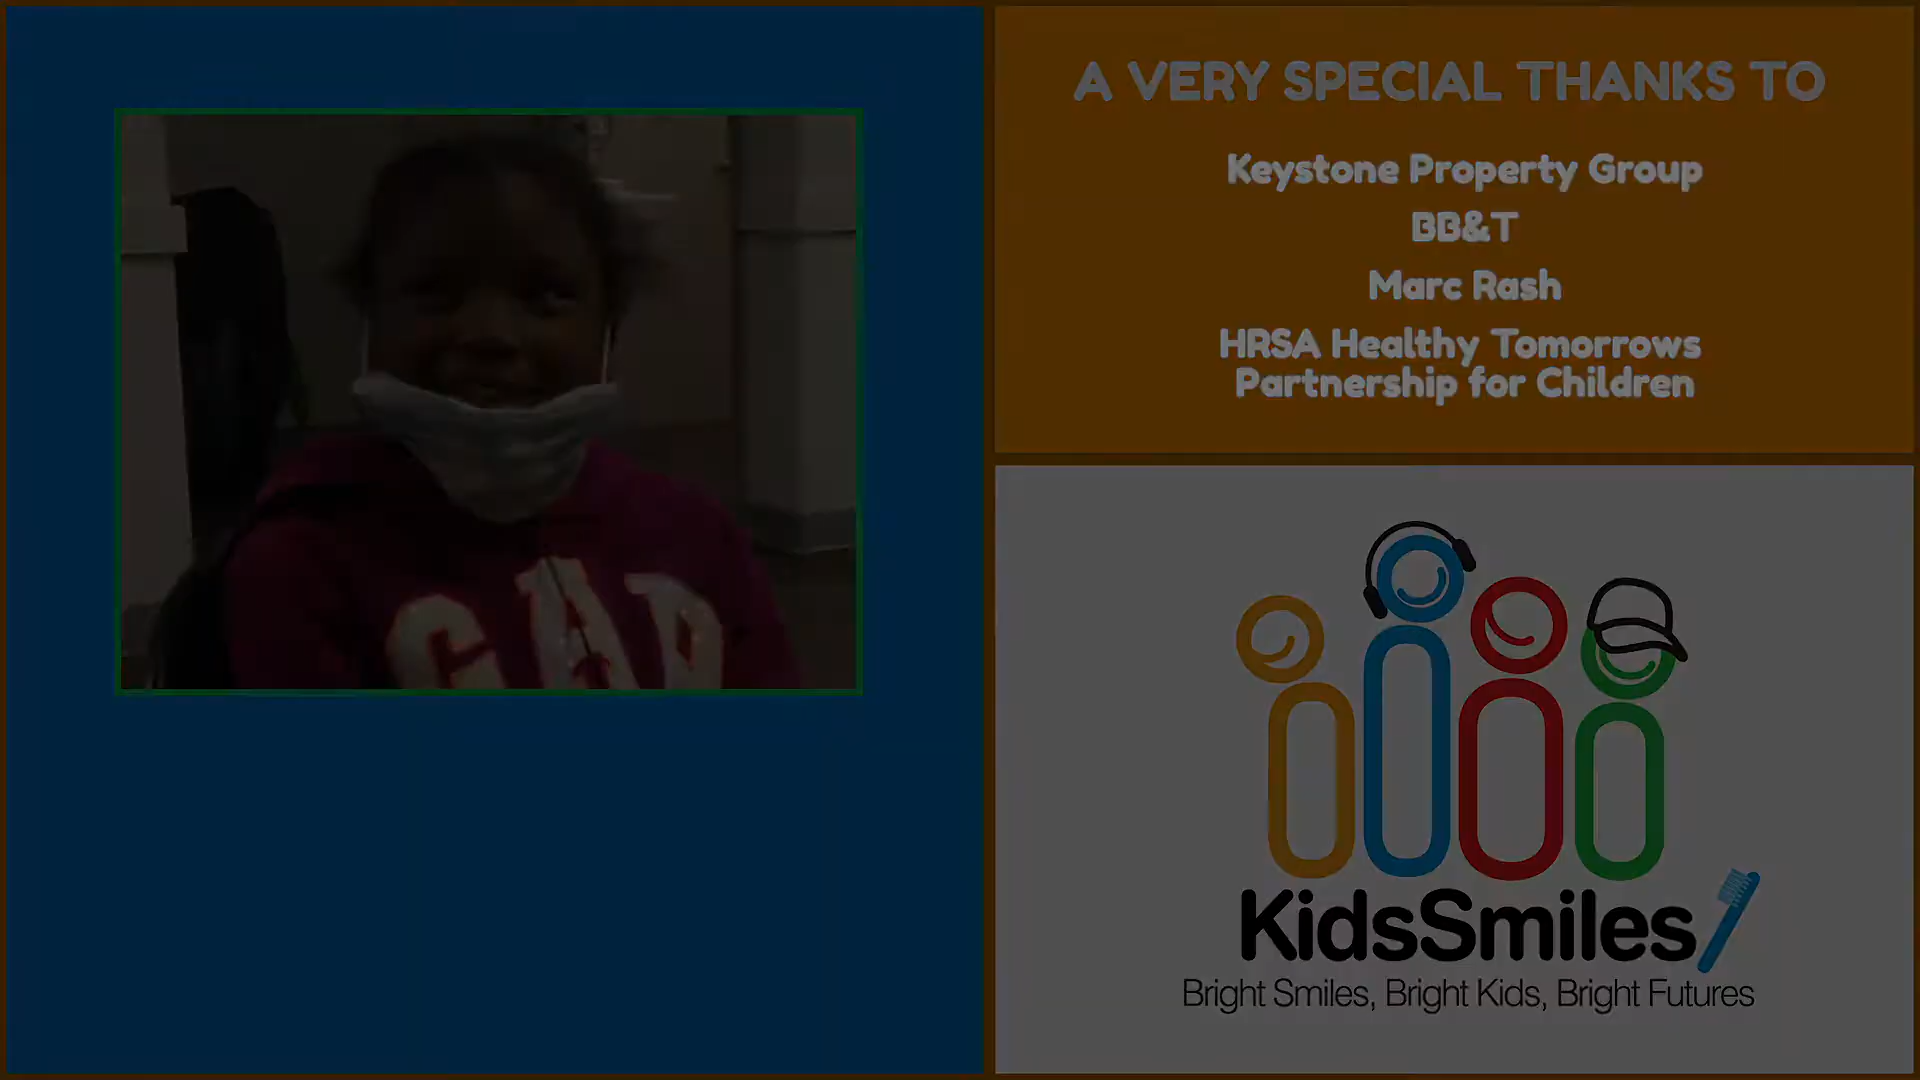 A VERY SPECIAL THANKS TO
Keystone Property Group
BB&T
Marc Rash
HRSA Healthy Tomorrows
Partnership for Children
GAP
KidsSmiles
Bright Smiles, Bright Kids, Bright Futures